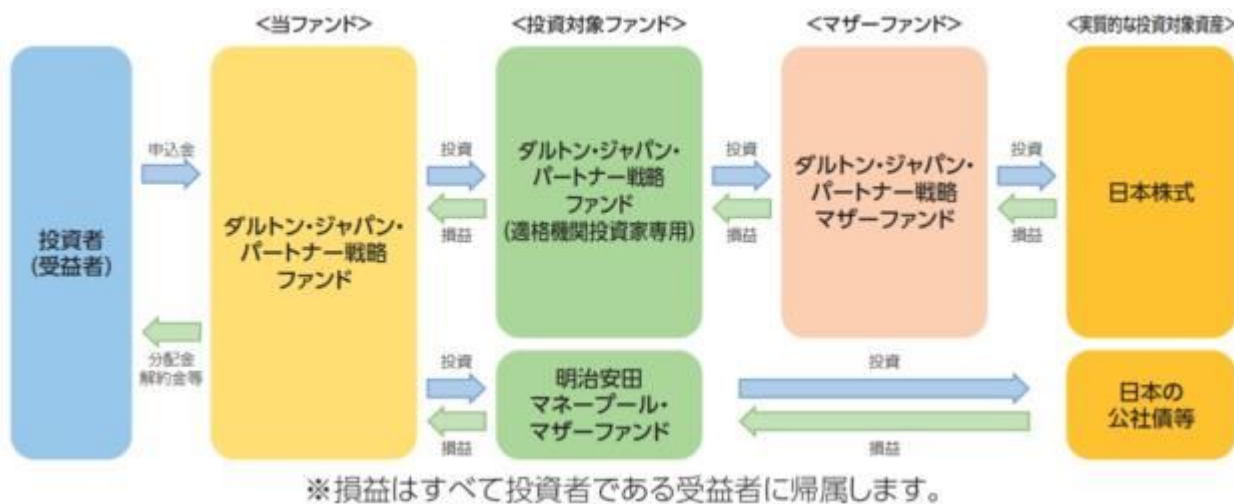 <当ファンド>
<投資対象ファンド>
<マザーファンド>
<実質的な投資対象資産>
投資者
(受益者)
申込金
分配金
解約金等
ダルトン・ジャパン・
パートナー戦略
ファンド
投資
損益
ダルトン・ジャパン・
パートナー戦略
ファンド
(適格機関投資家専用)
投資
損益
ダルトン・ジャパン・
パートナー戦略
マザーファンド
投資
損益
日本株式
投資
損益
明治安田
マネープール・
マザーファンド
投資
損益
日本の
公社債等
※損益はすべて投資者である受益者に帰属します。